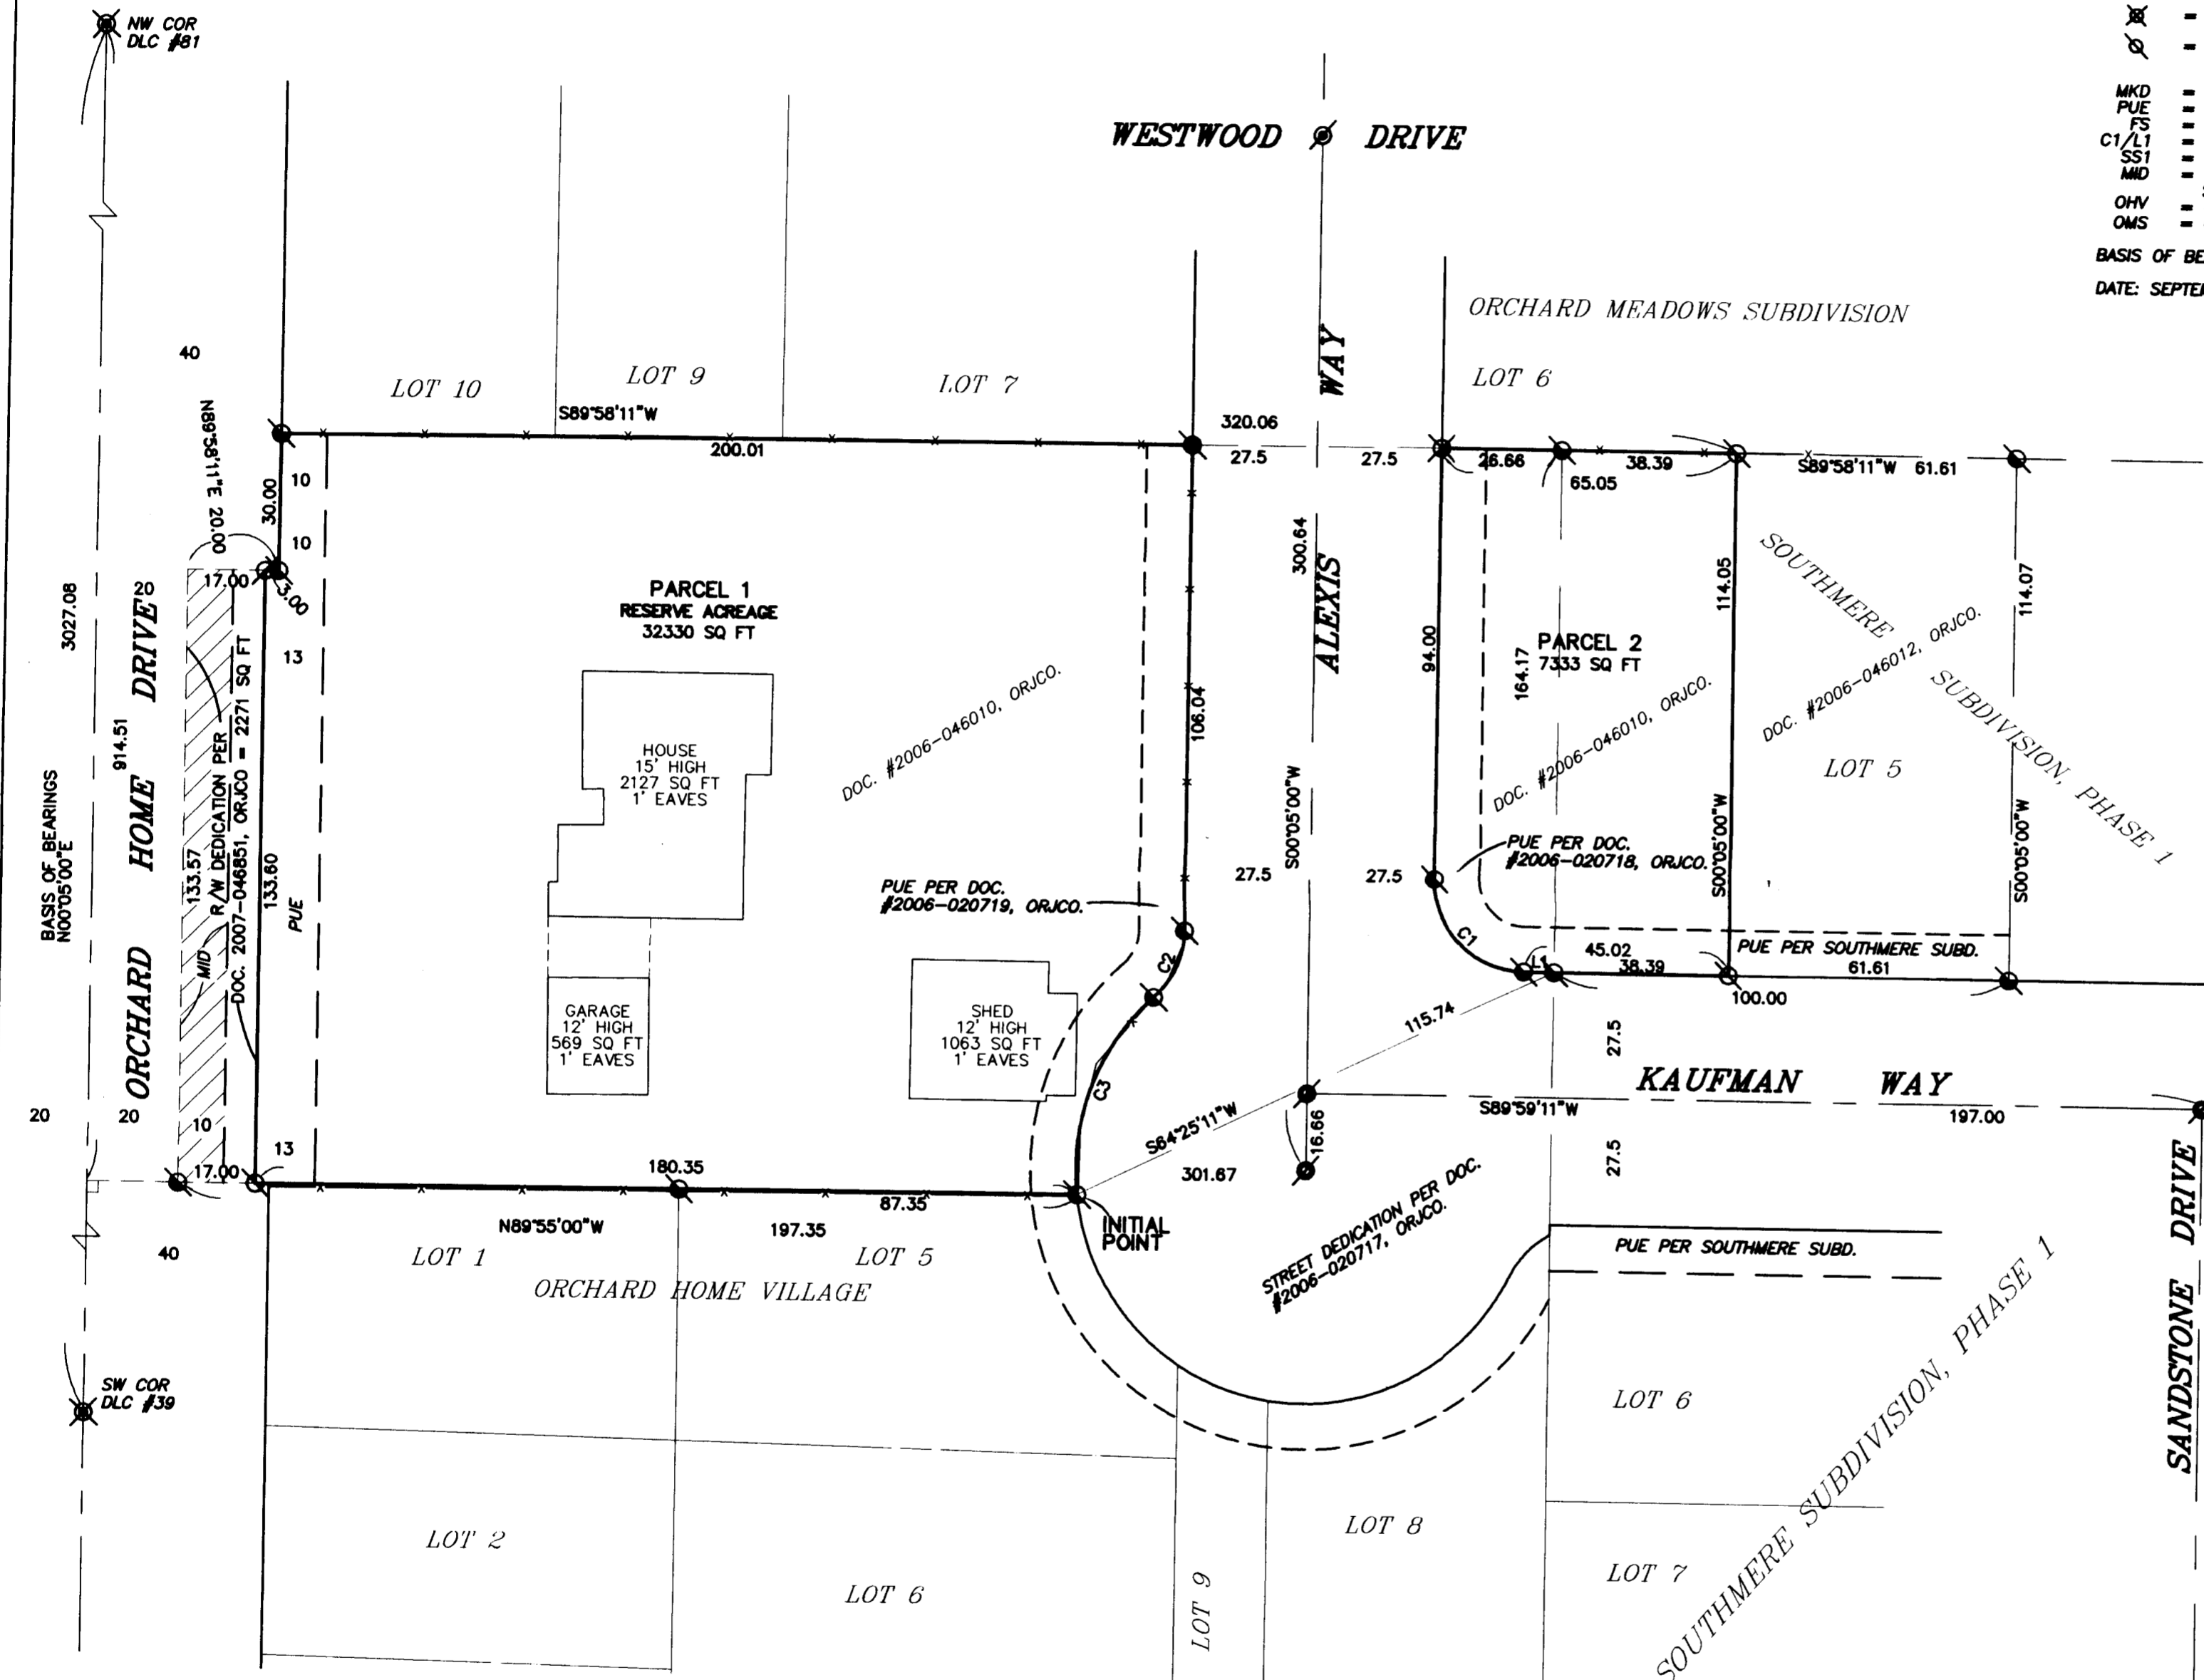 NW COR
DLC #81
WESTWOOD DRIVE
MKD =
PUE =
FS =
C1/L1 =
SS1 =
MID =
OHV =
OMS =
BASIS OF BE
DATE: SEPTE
ORCHARD MEADOWS SUBDIVISION
40
LOT 10
LOT 9
LOT 7
LOT 6
S89°58'11"W
200.01
320.06
27.5
27.5
26.66
38.39
65.05
S89°58'11"W 61.61
N89°58'11"E 20.00
30.00
10
10
17.00
3.00
13
3027.08
20
914.51
BASIS OF BEARINGS
N00°05'00"E
ORCHARD HOME DRIVE
133.57
MID
R/W DEDICATION PER
DOC. 2007-046851, ORJCO = 2271 SQ FT
133.60
PUE
PARCEL 1
RESERVE ACREAGE
32330 SQ FT
HOUSE
15' HIGH
2127 SQ FT
1' EAVES
DOC. #2006-046010, ORJCO.
106.04
PUE PER DOC.
#2006-020719, ORJCO.
GARAGE
12' HIGH
569 SQ FT
1' EAVES
SHED
12' HIGH
1063 SQ FT
1' EAVES
C2
C3
ALEXIS WAY
300.64
S00°05'00"W
27.5
27.5
94.00
164.17
PARCEL 2
7333 SQ FT
DOC. #2006-046010, ORJCO.
114.05
S00°05'00"W
PUE PER DOC.
#2006-020718, ORJCO.
C1
L1
45.02
38.39
SOUTHMERE SUBDIVISION, PHASE 1
DOC. #2006-046012, ORJCO.
LOT 5
114.07
S00°05'00"W
PUE PER SOUTHMERE SUBD.
61.61
100.00
115.74
S64°25'11"W
27.5
KAUFMAN WAY
S89°59'11"W
197.00
27.5
16.66
301.67
STREET DEDICATION PER DOC.
#2006-020717, ORJCO.
INITIAL
POINT
20
20
10
17.00
13
180.35
87.35
N89°55'00"W
197.35
40
LOT 1
LOT 5
ORCHARD HOME VILLAGE
PUE PER SOUTHMERE SUBD.
SW COR
DLC #39
LOT 2
LOT 6
LOT 9
LOT 8
LOT 6
LOT 7
SOUTHMERE SUBDIVISION, PHASE 1
SANDSTONE DRIVE